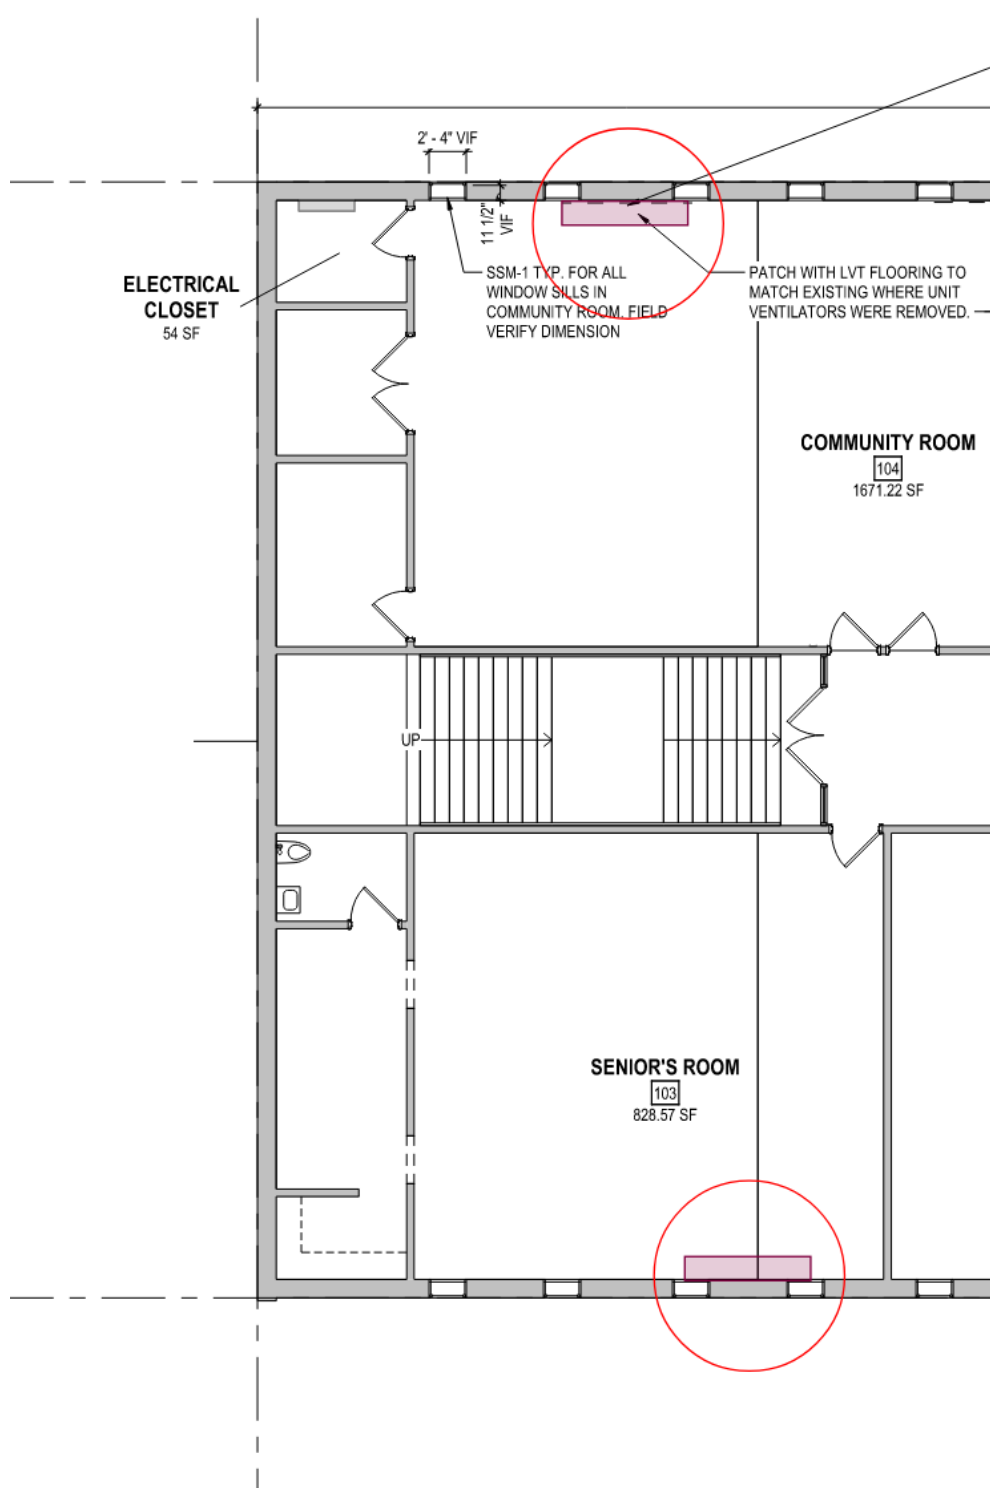 2' - 4" VIF
11 1/2"
VIF
ELECTRICAL
CLOSET
54 SF
SSM-1 TYP. FOR ALL
WINDOW SILLS IN
COMMUNITY ROOM. FIELD
VERIFY DIMENSION
PATCH WITH LVT FLOORING TO
MATCH EXISTING WHERE UNIT
VENTILATORS WERE REMOVED.
COMMUNITY ROOM
104
1671.22 SF
UP
SENIOR'S ROOM
103
828.57 SF